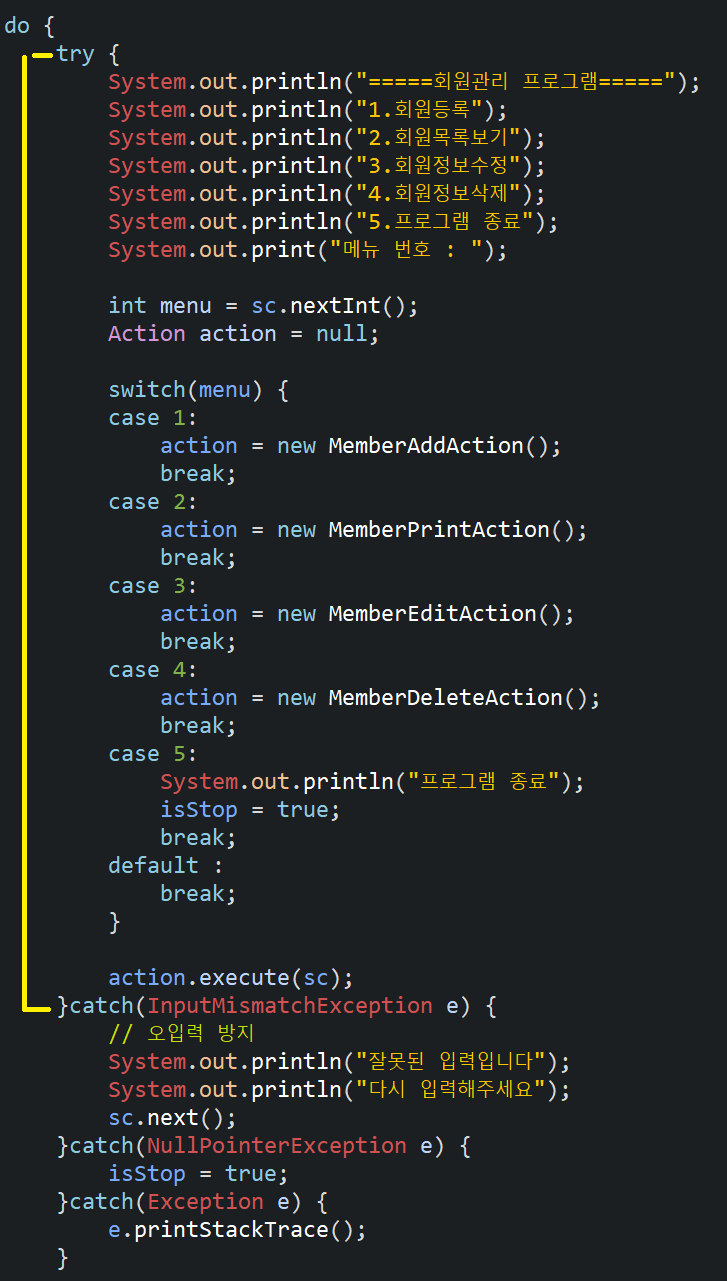 do {
try {
System.out.println("=====회원관리 프로그램=====");
System.out.println("1.회원등록");
System.out.println("2.회원목록보기");
System.out.println("3.회원정보수정");
System.out.println("4.회원정보삭제");
System.out.println("5.프로그램 종료");
System.out.print("메뉴 번호 : ");
int menu = sc.nextInt();
Action action = null;
switch(menu) {
case 1:
action = new MemberAddAction();
break;
case 2:
action = new MemberPrintAction();
break;
case 3:
action = new MemberEditAction();
break;
case 4:
action = new MemberDeleteAction();
break;
case 5:
System.out.println("프로그램 종료");
isStop = true;
break;
default :
break;
}
action.execute(sc);
}catch(InputMismatchException e) {
// 오입력 방지
System.out.println("잘못된 입력입니다");
System.out.println("다시 입력해주세요");
sc.next();
}catch(NullPointerException e) {
isStop = true;
}catch(Exception e) {
e.printStackTrace();
}